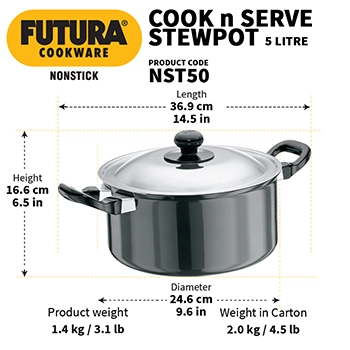 FUTURA®
COOKWARE
NONSTICK
COOK n SERVE
STEWPOT 5 LITRE
PRODUCT CODE
NST50
Length
36.9 cm
14.5 in
Height
16.6 cm
6.5 in
Diameter
24.6 cm
9.6 in
Product weight
1.4 kg / 3.1 lb
Weight in Carton
2.0 kg / 4.5 lb